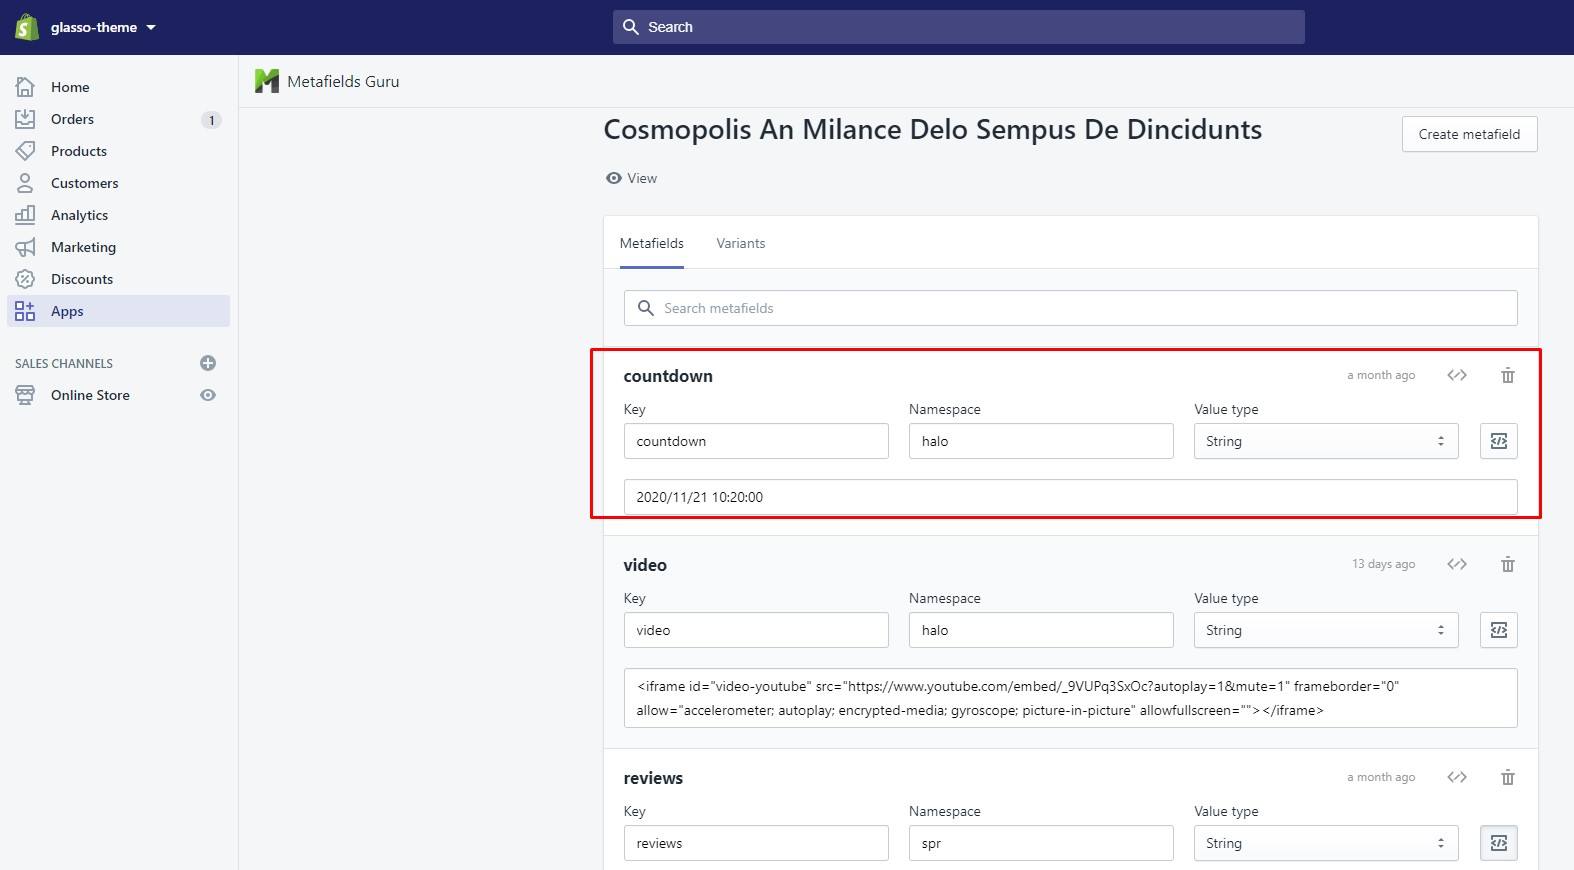 glasso-theme
Search
Home
Orders 1
Products
Customers
Analytics
Marketing
Discounts
Apps
SALES CHANNELS
Online Store
Metafields Guru
Cosmopolis An Milance Delo Sempus De Dincidunts
Create metafield
View
Metafields Variants
Search metafields
countdown a month ago
Key Namespace Value type
countdown halo String
2020/11/21 10:20:00
video 13 days ago
Key Namespace Value type
video halo String
<iframe id="video-youtube" src="https://www.youtube.com/embed/_9VUPq3SxOc?autoplay=1&mute=1" frameborder="0"
allow="accelerometer; autoplay; encrypted-media; gyroscope; picture-in-picture" allowfullscreen=""></iframe>
reviews a month ago
Key Namespace Value type
reviews spr String